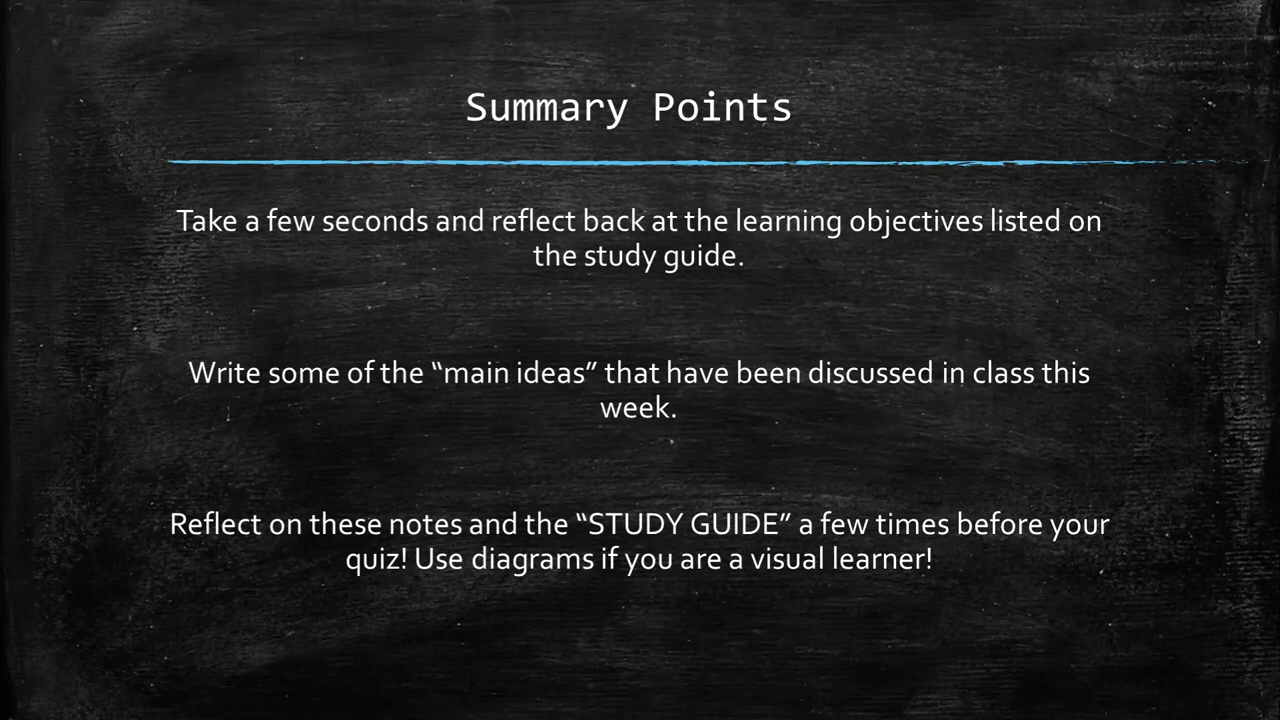 Summary Points
Take a few seconds and reflect back at the learning objectives listed on
the study guide.
Write some of the “main ideas” that have been discussed in class this
week.
Reflect on these notes and the “STUDY GUIDE” a few times before your
quiz! Use diagrams if you are a visual learner!